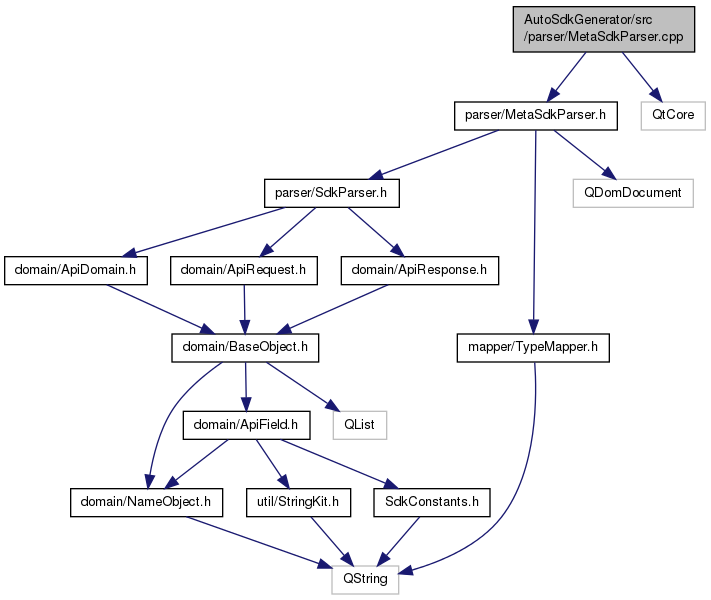 AutoSdkGenerator/src
/parser/MetaSdkParser.cpp
parser/MetaSdkParser.h
QtCore
parser/SdkParser.h
QDomDocument
domain/ApiDomain.h
domain/ApiRequest.h
domain/ApiResponse.h
domain/BaseObject.h
mapper/TypeMapper.h
domain/ApiField.h
QList
domain/NameObject.h
util/StringKit.h
SdkConstants.h
QString